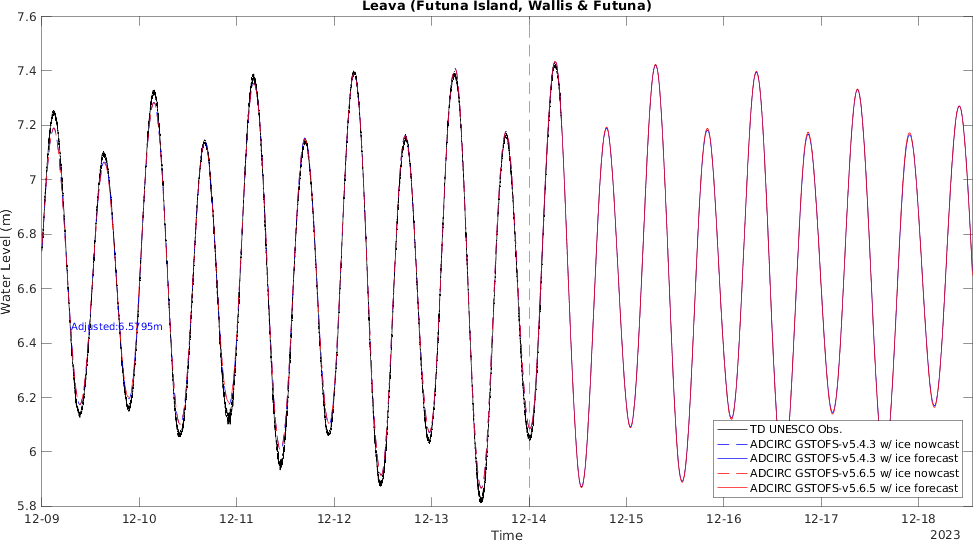 Leava (Futuna Island, Wallis & Futuna)
7.6
7.4
7.2
7
6.8
6.6
6.4
6.2
6
5.8
Water Level (m)
Adjusted:6.5795m
TD UNESCO Obs.
ADCIRC GSTOFS-v5.4.3 w/ ice nowcast
ADCIRC GSTOFS-v5.4.3 w/ ice forecast
ADCIRC GSTOFS-v5.6.5 w/ ice nowcast
ADCIRC GSTOFS-v5.6.5 w/ ice forecast
12-09 12-10 12-11 12-12 12-13 12-14 12-15 12-16 12-17 12-18
Time
2023